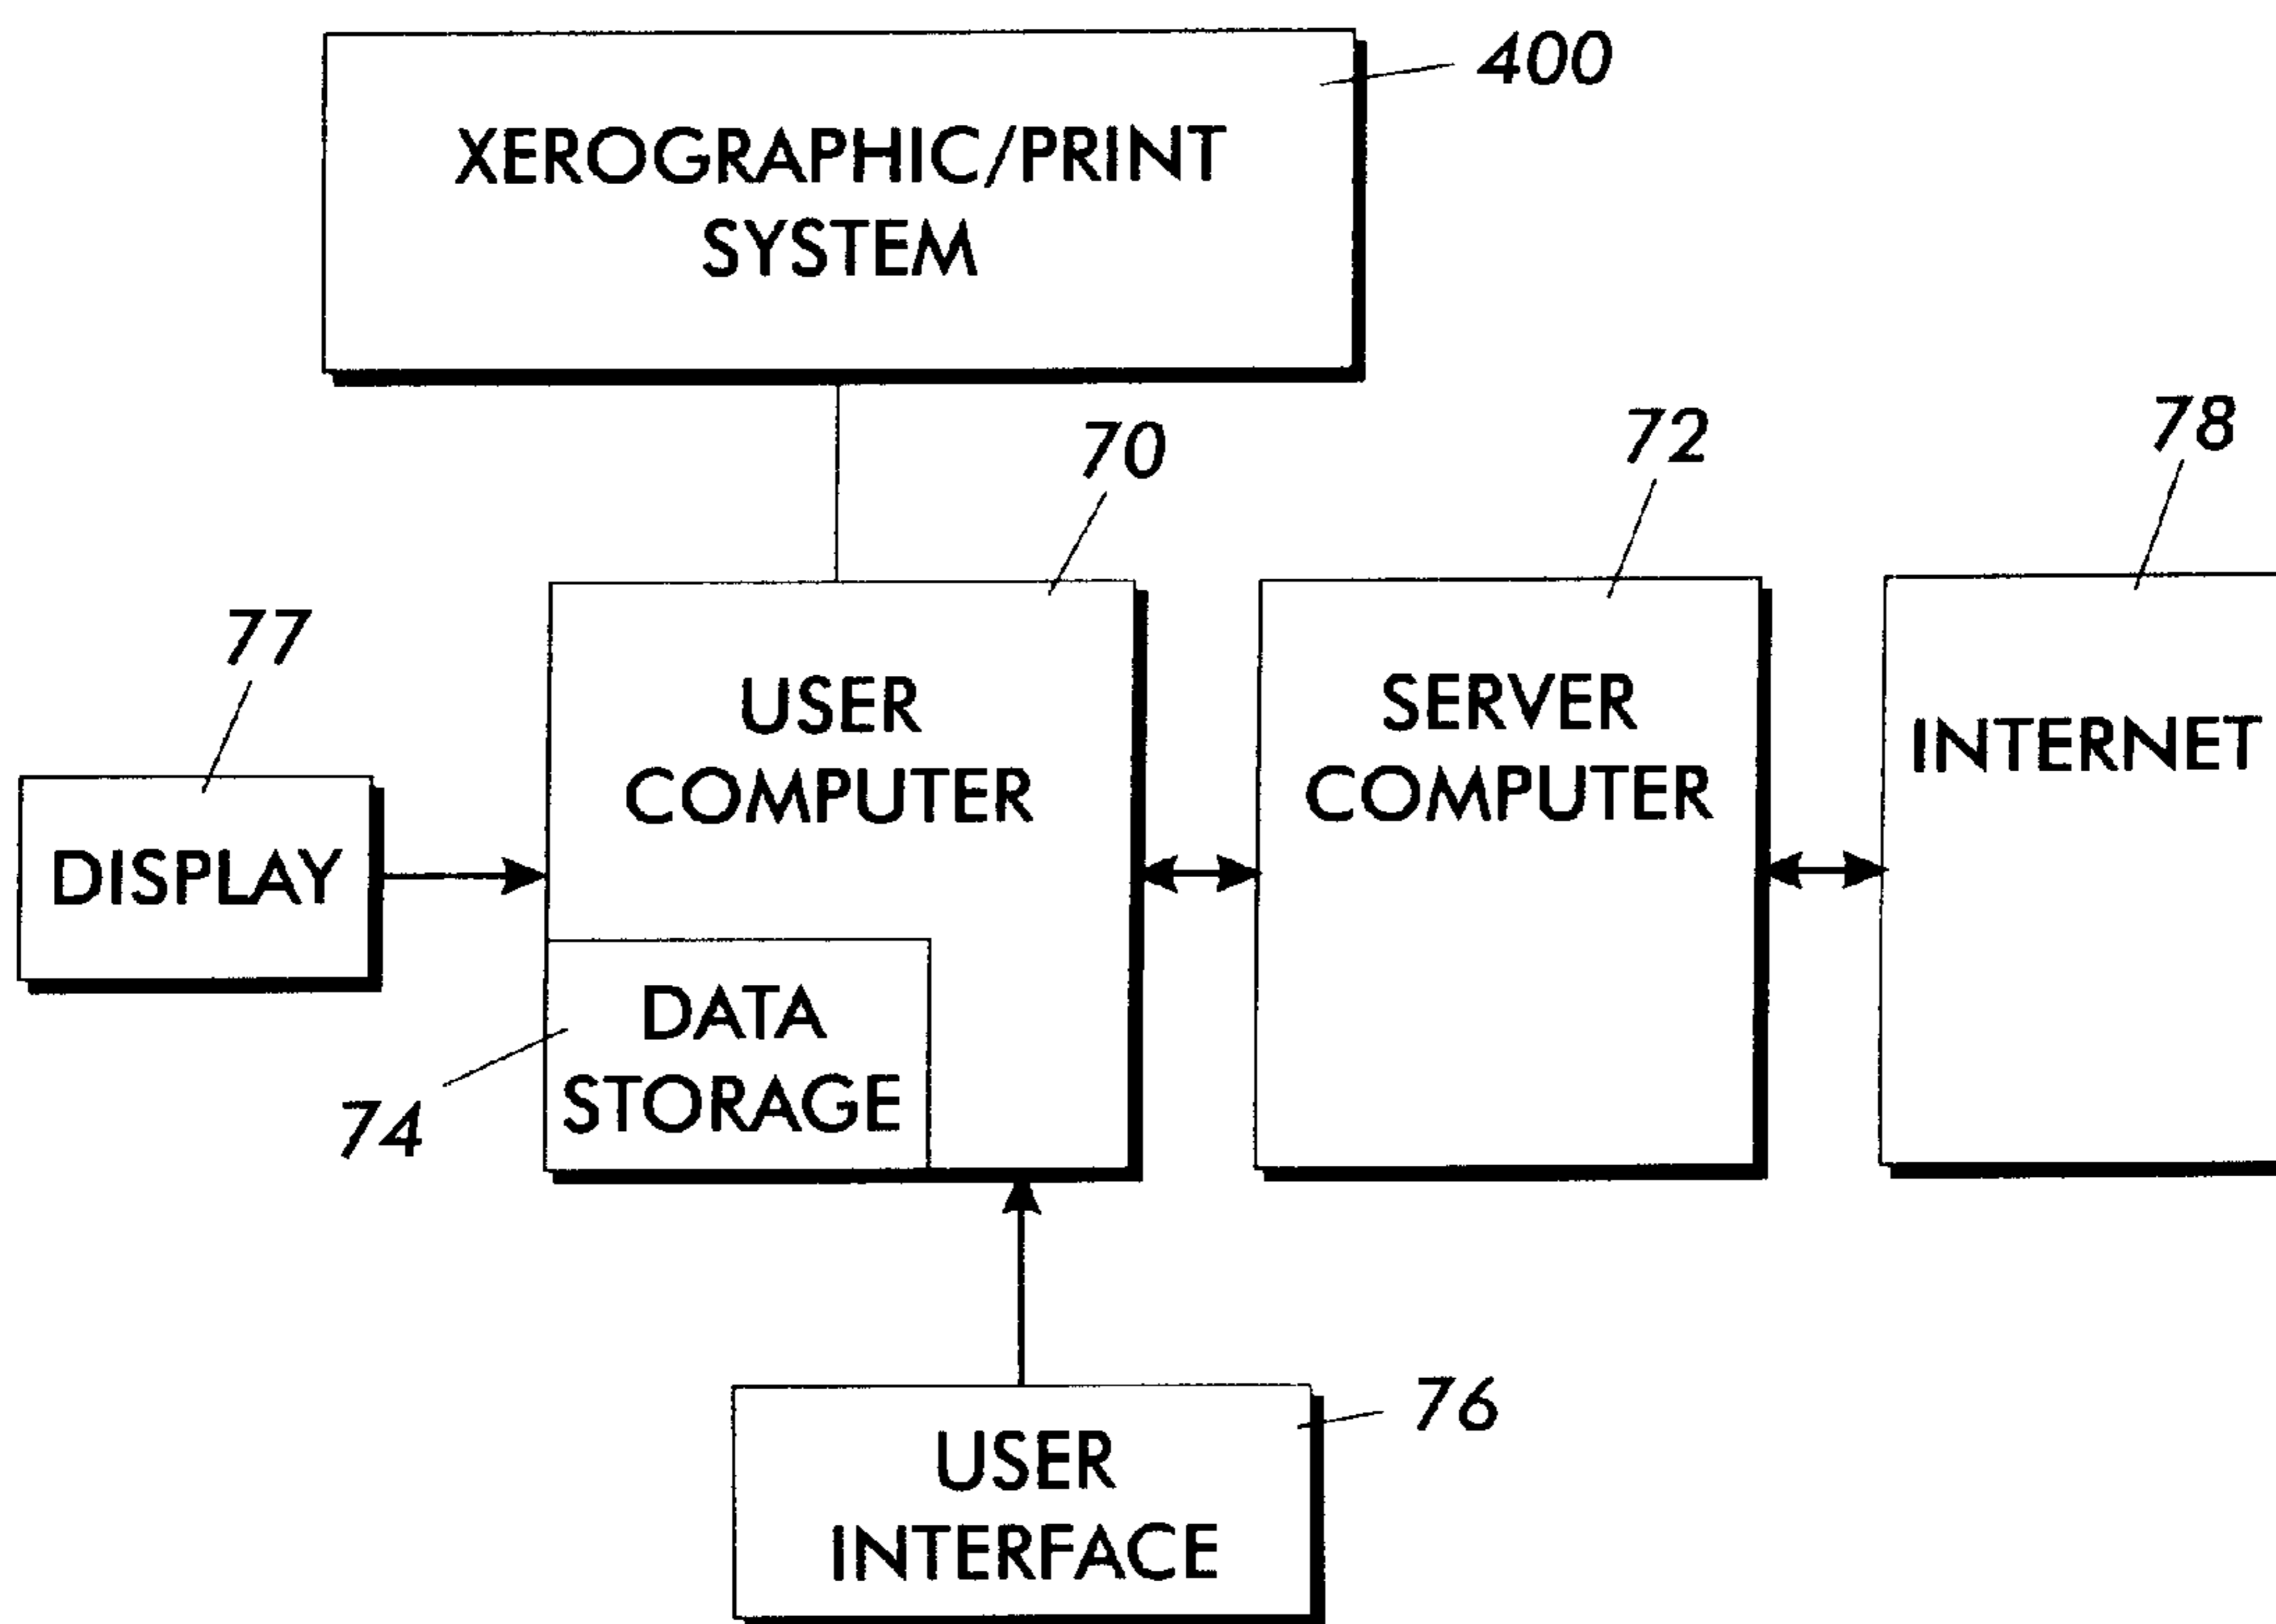 400
XEROGRAPHIC/PRINT
SYSTEM
70
72
78
77
USER
COMPUTER
SERVER
COMPUTER
INTERNET
DISPLAY
DATA
STORAGE
74
76
USER
INTERFACE